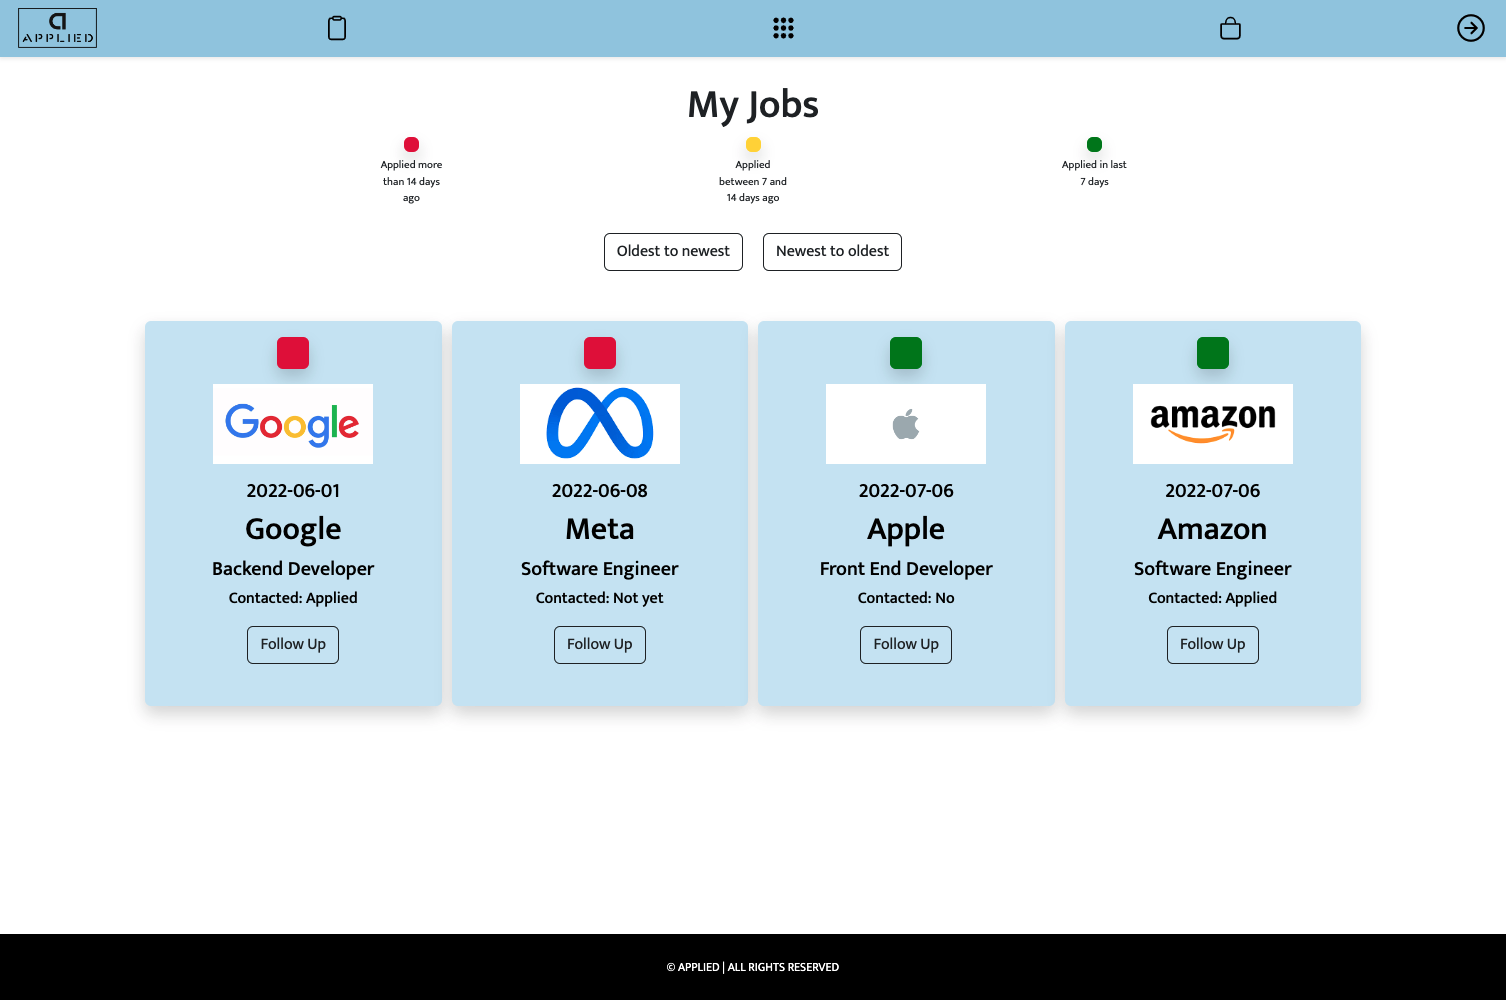 a
APPLIED
My Jobs
Applied more
than 14 days
ago
Applied
between 7 and
14 days ago
Applied in last
7 days
Oldest to newest
Newest to oldest
Google
2022-06-01
Google
Backend Developer
Contacted: Applied
Follow Up
2022-06-08
Meta
Software Engineer
Contacted: Not yet
Follow Up
2022-07-06
Apple
Front End Developer
Contacted: No
Follow Up
amazon
2022-07-06
Amazon
Software Engineer
Contacted: Applied
Follow Up
© APPLIED | ALL RIGHTS RESERVED